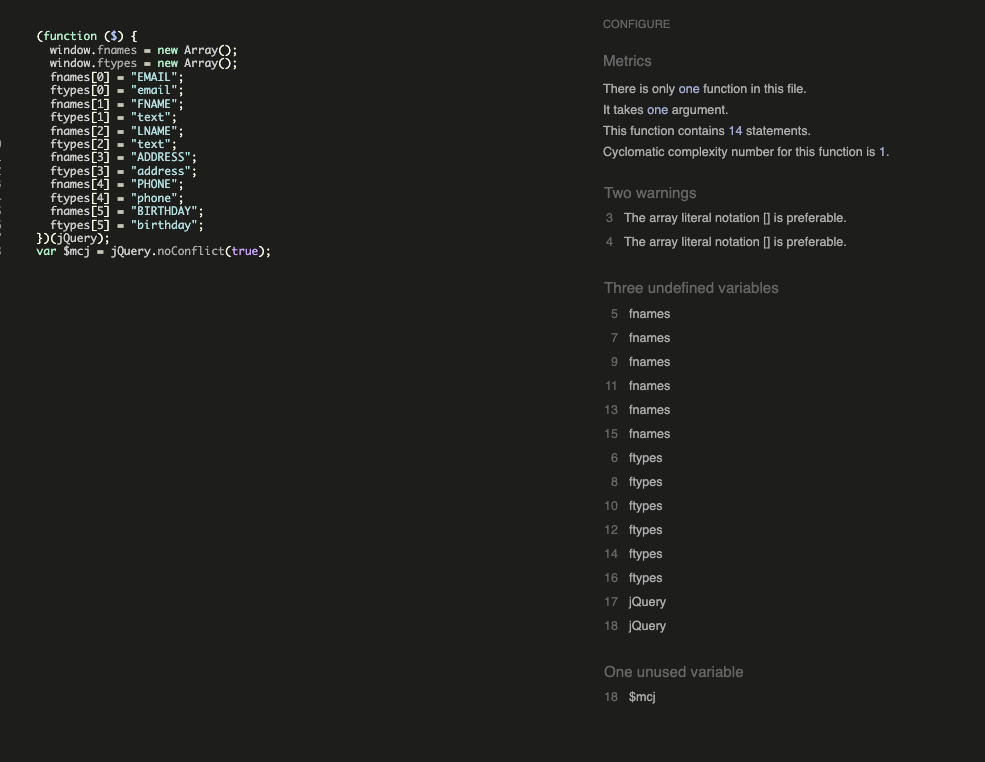 (function ($) {
window.fnames = new Array();
window.ftypes = new Array();
fnames[0] = "EMAIL";
ftypes[0] = "email";
fnames[1] = "FNAME";
ftypes[1] = "text";
fnames[2] = "LNAME";
ftypes[2] = "text";
fnames[3] = "ADDRESS";
ftypes[3] = "address";
fnames[4] = "PHONE";
ftypes[4] = "phone";
fnames[5] = "BIRTHDAY";
ftypes[5] = "birthday";
})(jQuery);
var $mcj = jQuery.noConflict(true);
CONFIGURE
Metrics
There is only one function in this file.
It takes one argument.
This function contains 14 statements.
Cyclomatic complexity number for this function is 1.
Two warnings
3 The array literal notation [] is preferable.
4 The array literal notation [] is preferable.
Three undefined variables
5 fnames
7 fnames
9 fnames
11 fnames
13 fnames
15 fnames
6 ftypes
8 ftypes
10 ftypes
12 ftypes
14 ftypes
16 ftypes
17 jQuery
18 jQuery
One unused variable
18 $mcj